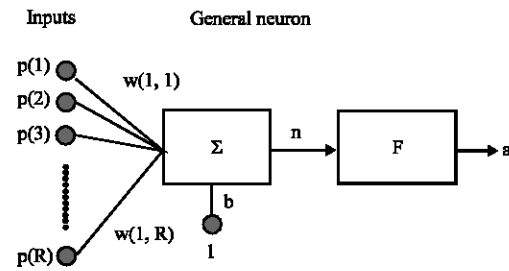 Inputs General neuron
p(1)
w(1, 1)
p(2)
p(3)
Σ
n
F
a
b
w(1, R)
p(R)
1